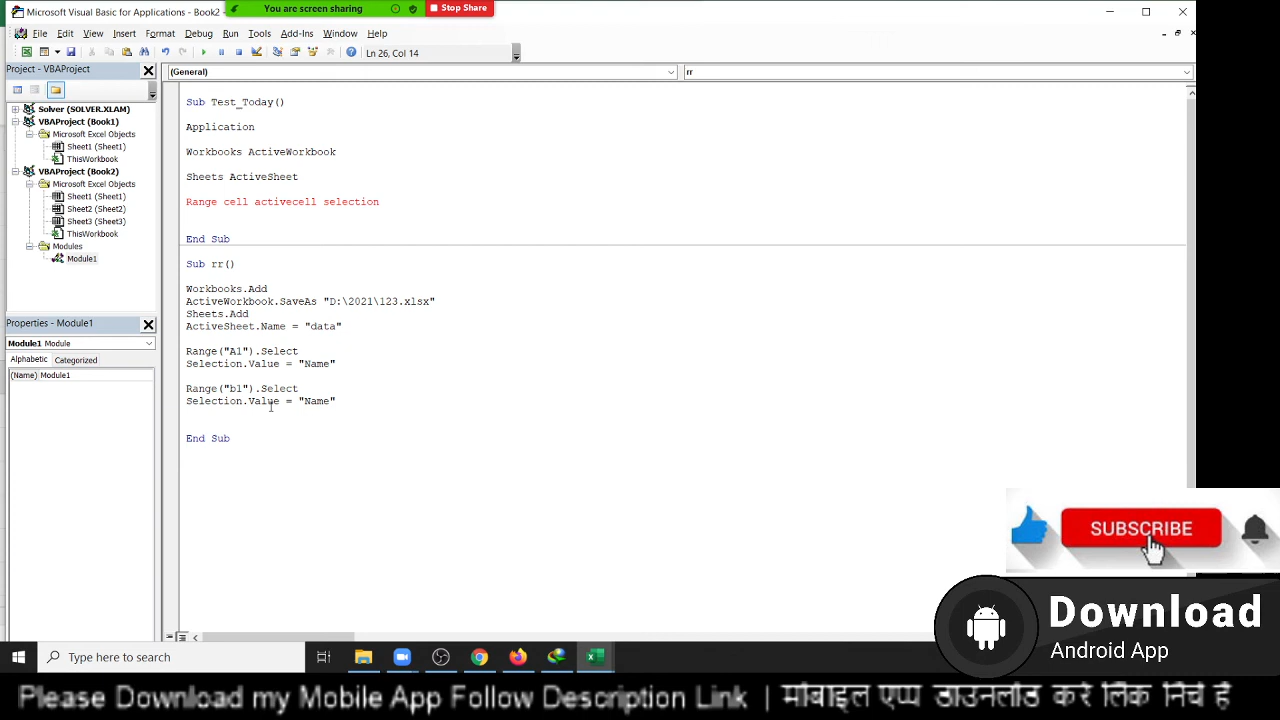 Microsoft Visual Basic for Applications - Book2
You are screen sharing
Stop Share
File Edit View Insert Format Debug Run Tools Add-Ins Window Help
Ln 26, Col 14
Project - VBAProject
(General)
rr
Solver (SOLVER.XLAM)
VBAProject (Book1)
Microsoft Excel Objects
Sheet1 (Sheet1)
ThisWorkbook
VBAProject (Book2)
Microsoft Excel Objects
Sheet1 (Sheet1)
Sheet2 (Sheet2)
Sheet3 (Sheet3)
ThisWorkbook
Modules
Module1
Properties - Module1
Module1 Module
Alphabetic Categorized
(Name) Module1
Sub Test_Today()
Application
Workbooks ActiveWorkbook
Sheets ActiveSheet
Range cell activecell selection
End Sub
Sub rr()
Workbooks.Add
ActiveWorkbook.SaveAs "D:\2021\123.xlsx"
Sheets.Add
ActiveSheet.Name = "data"
Range("A1").Select
Selection.Value = "Name"
Range("b1").Select
Selection.Value = "Name"
End Sub
SUBSCRIBE
Download
Android App
Type here to search
Please Download my Mobile App Follow Description Link | मोबाइल एप्प डाउनलोड करे लिंक निचे हैं